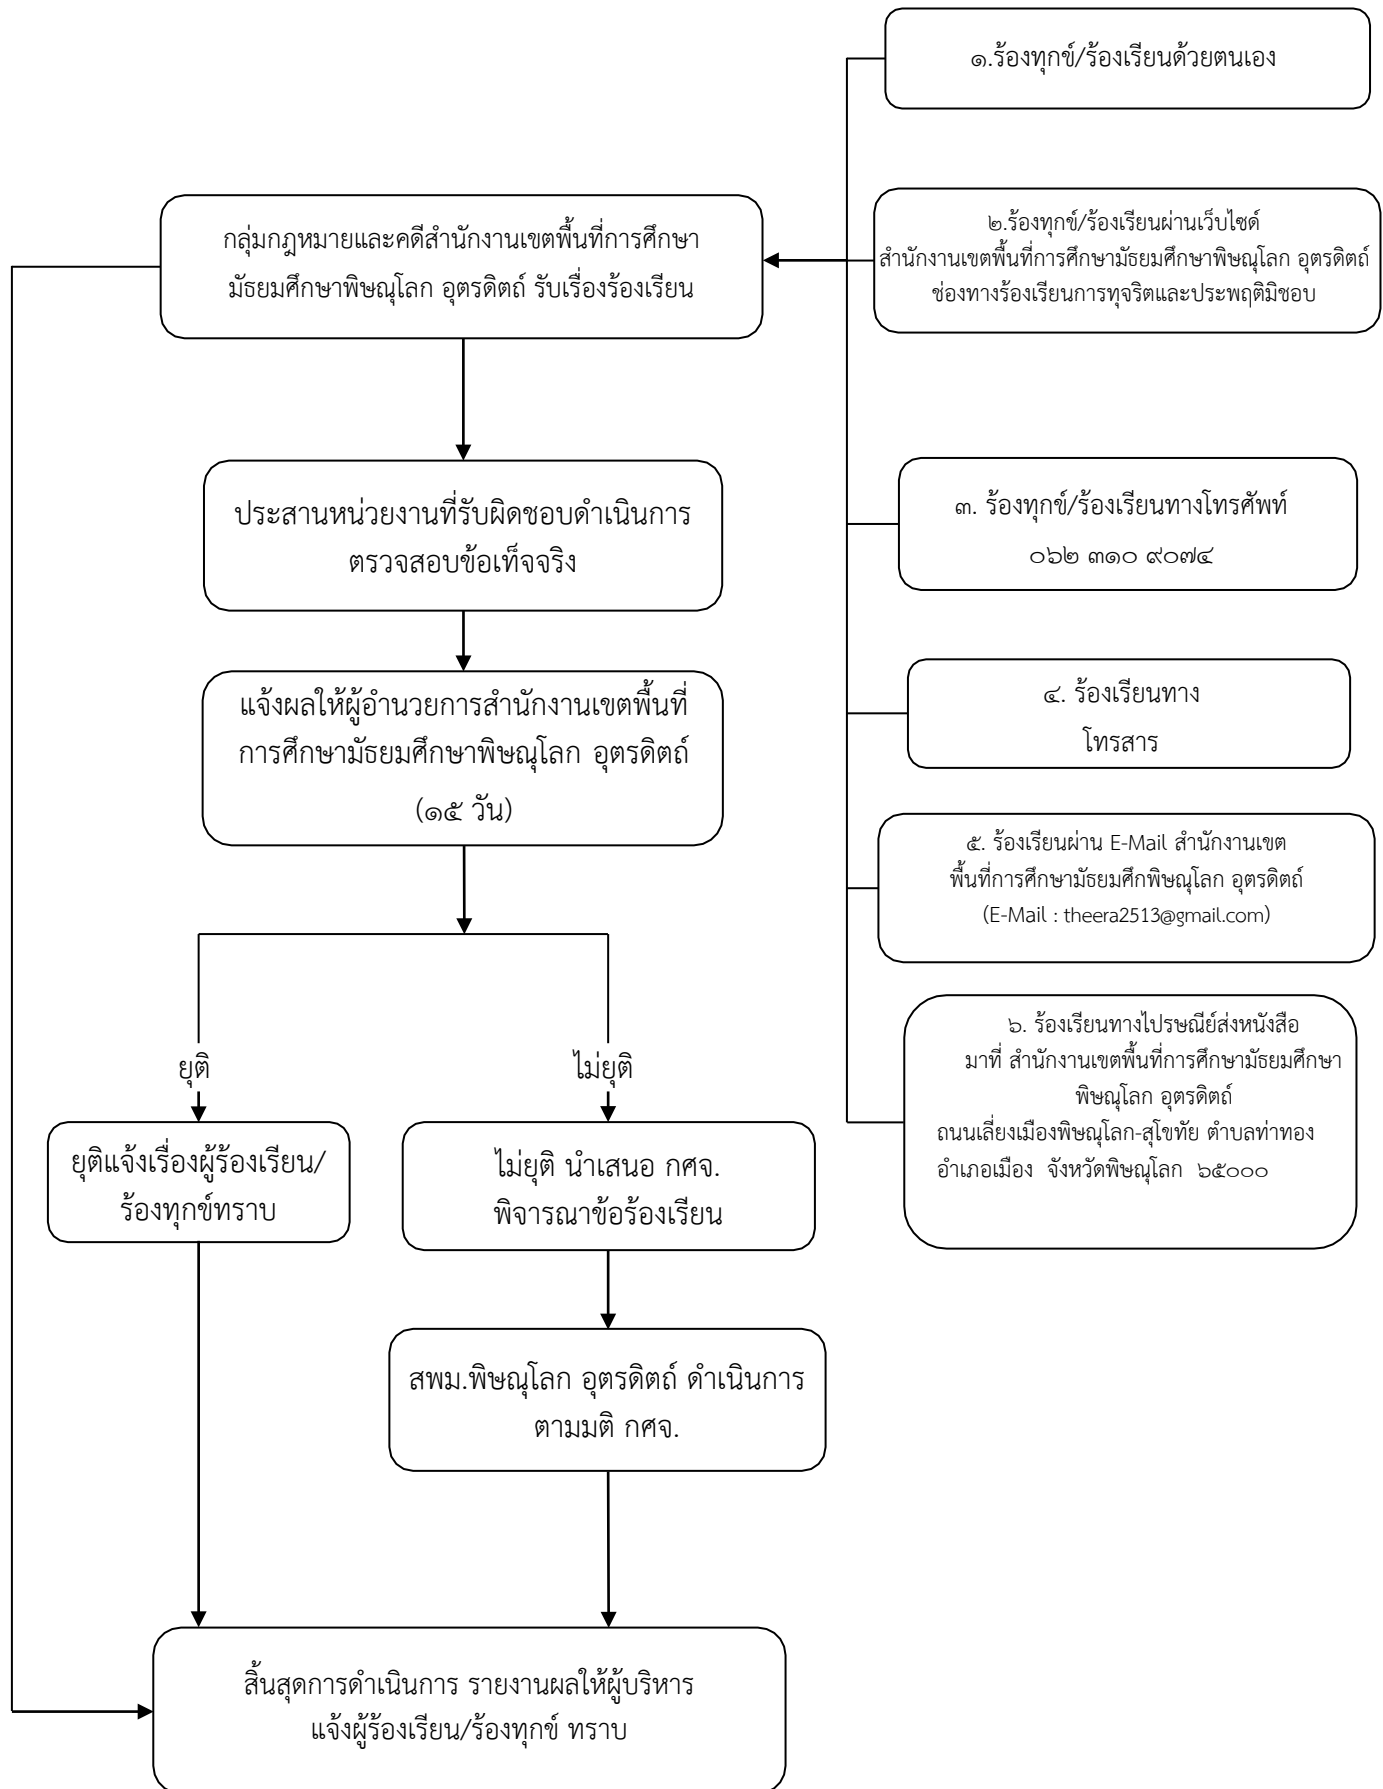 ๑.ร้องทุกข์/ร้องเรียนด้วยตนเอง
๒.ร้องทุกข์/ร้องเรียนผ่านเว็บไซด์
สำนักงานเขตพื้นที่การศึกษามัธยมศึกษาพิษณุโลก อุตรดิตถ์
ช่องทางร้องเรียนการทุจริตและประพฤติมิชอบ
กลุ่มกฎหมายและคดีสำนักงานเขตพื้นที่การศึกษา
มัธยมศึกษาพิษณุโลก อุตรดิตถ์ รับเรื่องร้องเรียน
๓. ร้องทุกข์/ร้องเรียนทางโทรศัพท์
๐๖๒ ๓๑๐ ๙๐๗๔
ประสานหน่วยงานที่รับผิดชอบดำเนินการ
ตรวจสอบข้อเท็จจริง
๔. ร้องเรียนทาง
โทรสาร
แจ้งผลให้ผู้อำนวยการสำนักงานเขตพื้นที่
การศึกษามัธยมศึกษาพิษณุโลก อุตรดิตถ์
(๑๕ วัน)
๕. ร้องเรียนผ่าน E-Mail สำนักงานเขต
พื้นที่การศึกษามัธยมศึกพิษณุโลก อุตรดิตถ์
(E-Mail : theera2513@gmail.com)
๖. ร้องเรียนทางไปรษณีย์ส่งหนังสือ
มาที่ สำนักงานเขตพื้นที่การศึกษามัธยมศึกษา
พิษณุโลก อุตรดิตถ์
ถนนเลี่ยงเมืองพิษณุโลก-สุโขทัย ตำบลท่าทอง
อำเภอเมือง จังหวัดพิษณุโลก ๖๕๐๐๐
ยุติ
ไม่ยุติ
ยุติแจ้งเรื่องผู้ร้องเรียน/
ร้องทุกข์ทราบ
ไม่ยุติ นำเสนอ กศจ.
พิจารณาข้อร้องเรียน
สพม.พิษณุโลก อุตรดิตถ์ ดำเนินการ
ตามมติ กศจ.
สิ้นสุดการดำเนินการ รายงานผลให้ผู้บริหาร
แจ้งผู้ร้องเรียน/ร้องทุกข์ ทราบ